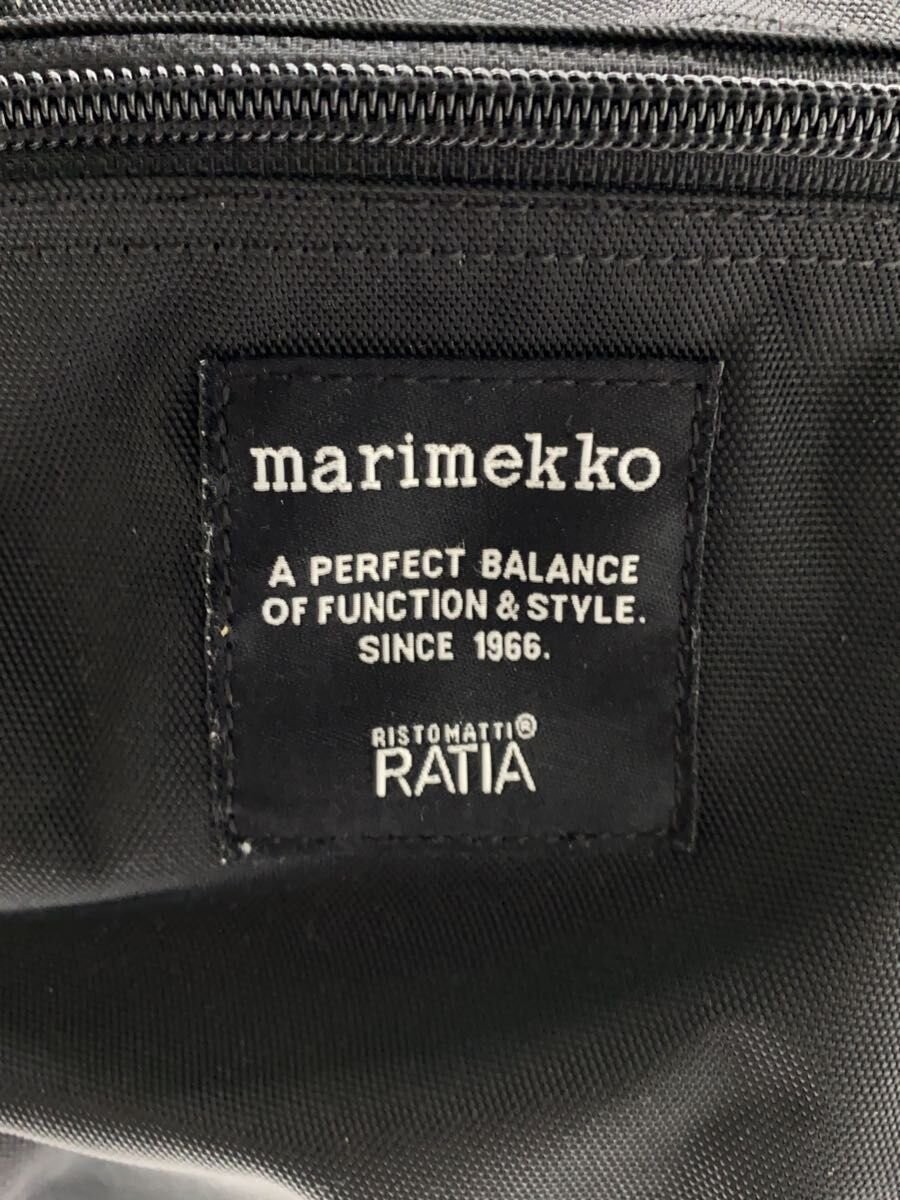 marimekko
A PERFECT BALANCE
OF FUNCTION & STYLE.
SINCE 1966.
RISTOMATTI®
RATIA